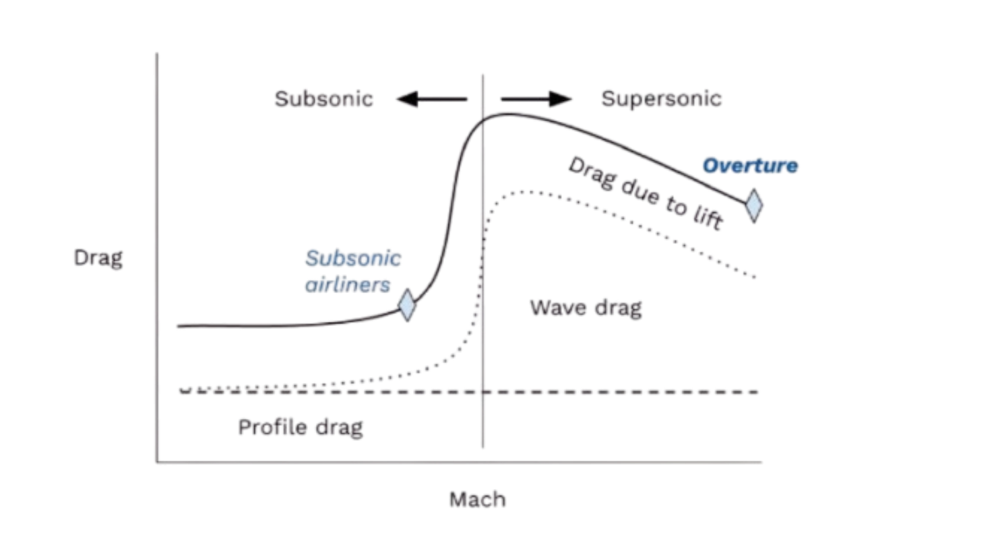 Subsonic
Supersonic
Overture
Drag due to lift
Drag
Subsonic
airliners
Wave drag
Profile drag
Mach